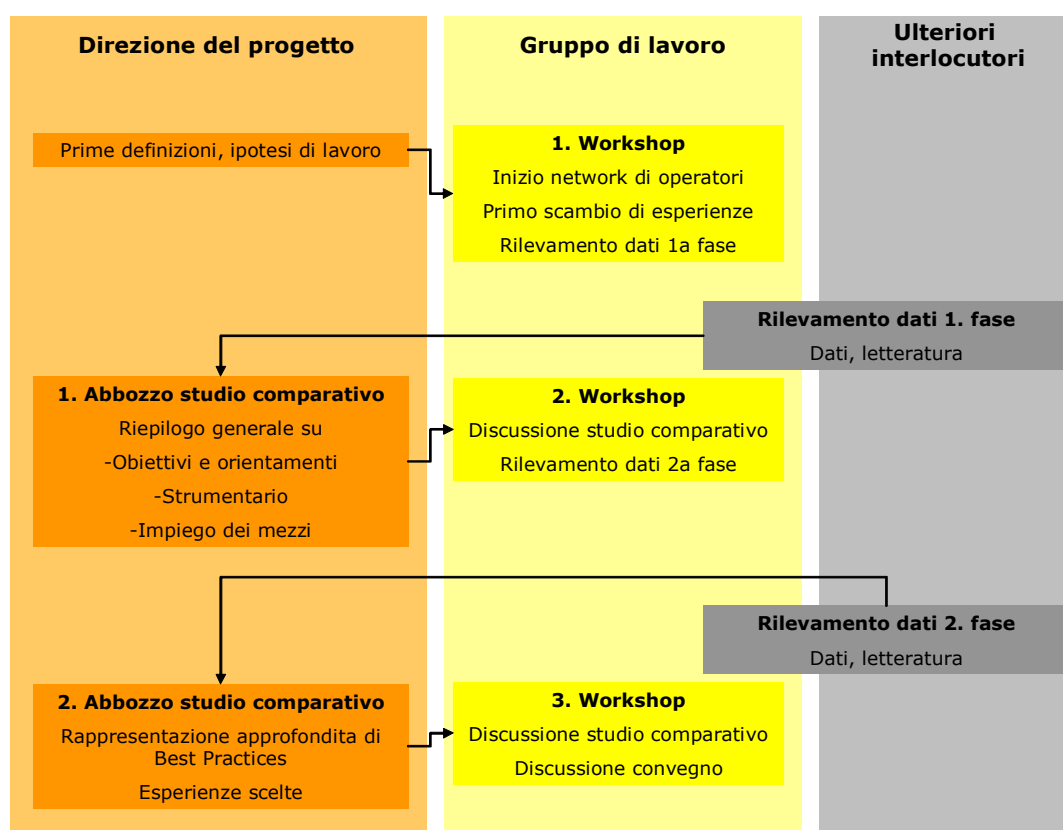 Direzione del progetto
Gruppo di lavoro
Ulteriori
interlocutori
Prime definizioni, ipotesi di lavoro
1. Workshop
Inizio network di operatori
Primo scambio di esperienze
Rilevamento dati 1a fase
Rilevamento dati 1. fase
Dati, letteratura
1. Abbozzo studio comparativo
Riepilogo generale su
-Obiettivi e orientamenti
-Strumentario
-Impiego dei mezzi
2. Workshop
Discussione studio comparativo
Rilevamento dati 2a fase
Rilevamento dati 2. fase
Dati, letteratura
2. Abbozzo studio comparativo
Rappresentazione approfondita di
Best Practices
Esperienze scelte
3. Workshop
Discussione studio comparativo
Discussione convegno